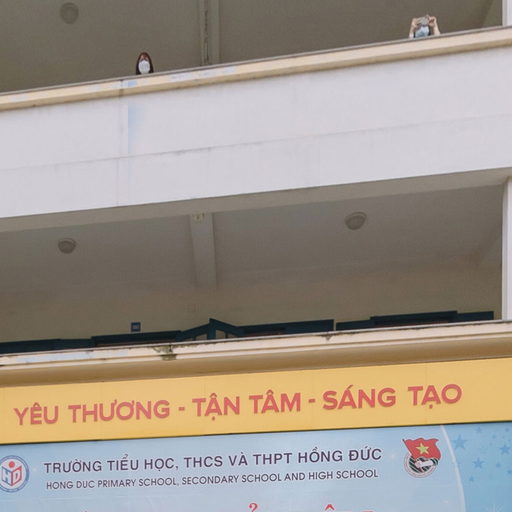 YÊU THƯƠNG - TẬN TÂM - SÁNG TẠO
TRƯỜNG TIỂU HỌC, THCS VÀ THPT HỒNG ĐỨC
HONG DUC PRIMARY SCHOOL, SECONDARY SCHOOL AND HIGH SCHOOL